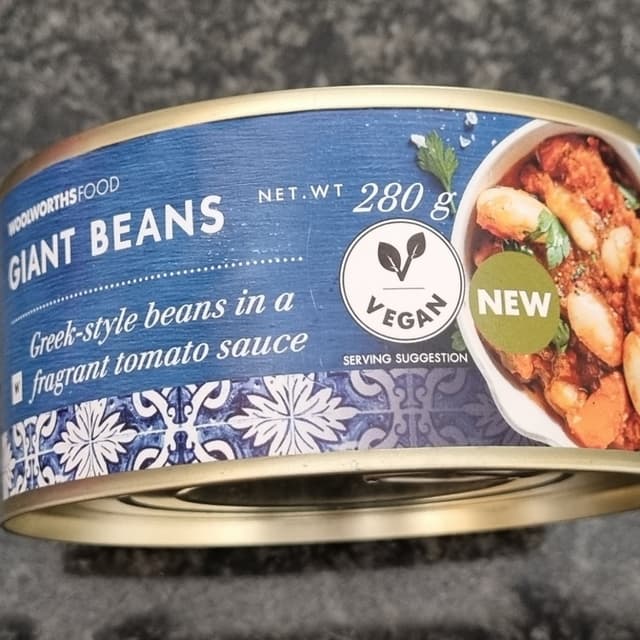 WOOLWORTHSFOOD
GIANT BEANS
Greek-style beans in a
fragrant tomato sauce
W
NET.WT 280 g
VEGAN
SERVING SUGGESTION
NEW